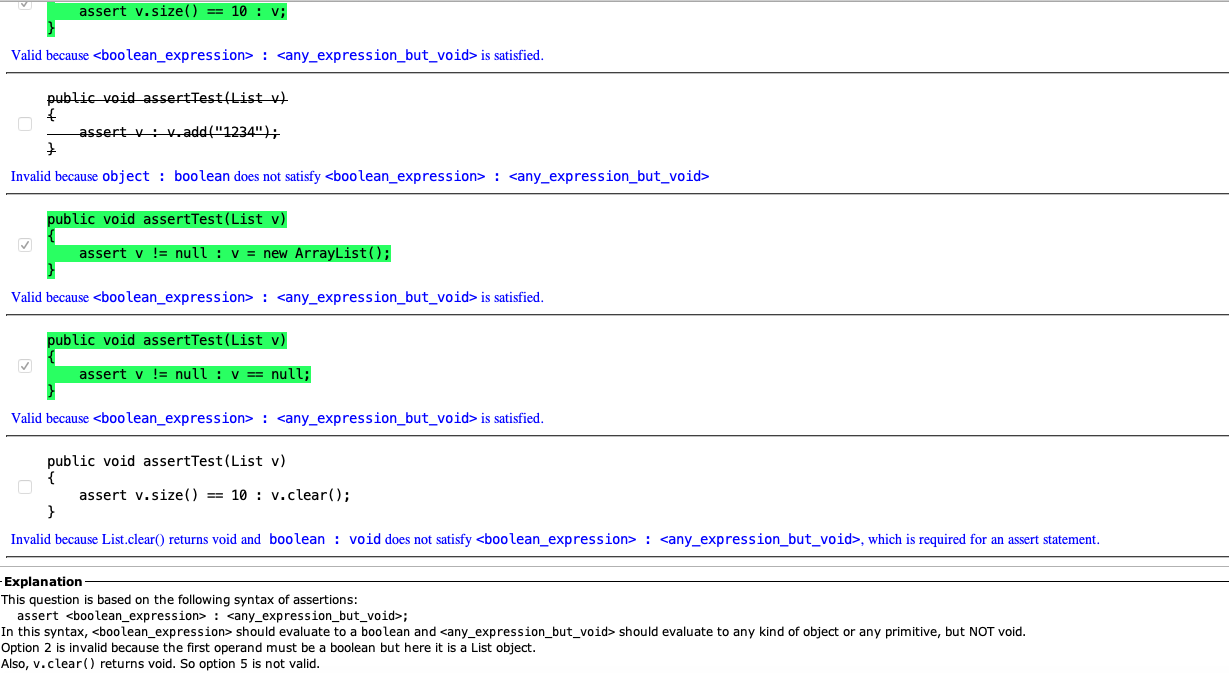 assert v.size() == 10 : v;
}
Valid because <boolean_expression> : <any_expression_but_void> is satisfied.
public void assertTest(List v)
{
assert v : v.add("1234");
}
Invalid because object : boolean does not satisfy <boolean_expression> : <any_expression_but_void>
public void assertTest(List v)
{
assert v != null : v = new ArrayList();
}
Valid because <boolean_expression> : <any_expression_but_void> is satisfied.
public void assertTest(List v)
{
assert v != null : v == null;
}
Valid because <boolean_expression> : <any_expression_but_void> is satisfied.
public void assertTest(List v)
{
assert v.size() == 10 : v.clear();
}
Invalid because List.clear() returns void and boolean : void does not satisfy <boolean_expression> : <any_expression_but_void>, which is required for an assert statement.
Explanation
This question is based on the following syntax of assertions:
assert <boolean_expression> : <any_expression_but_void>;
In this syntax, <boolean_expression> should evaluate to a boolean and <any_expression_but_void> should evaluate to any kind of object or any primitive, but NOT void.
Option 2 is invalid because the first operand must be a boolean but here it is a List object.
Also, v.clear() returns void. So option 5 is not valid.